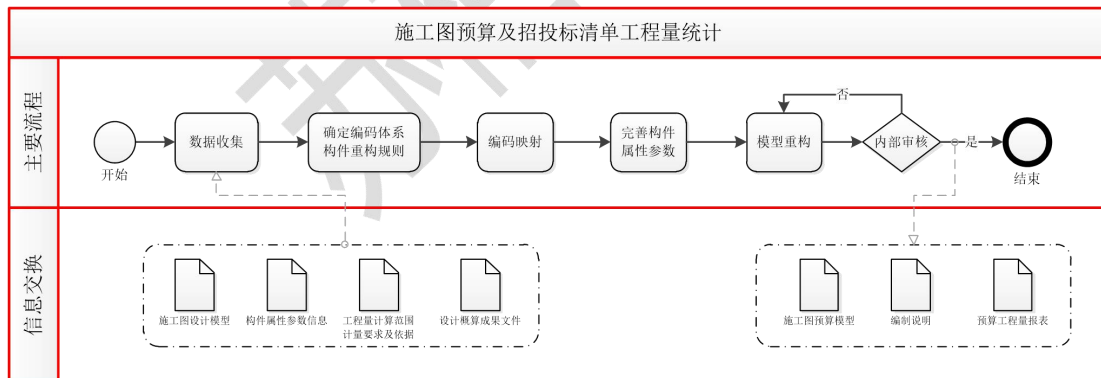 施工图预算及招投标清单工程量统计
主要流程
开始
数据收集
确定编码体系
构件重构规则
编码映射
完善构件
属性参数
模型重构
否
内部审核
是
结束
信息交换
施工图设计模型
构件属性参数信息
工程量计算范围
计量要求及依据
设计概算成果文件
施工图预算模型
编制说明
预算工程量报表